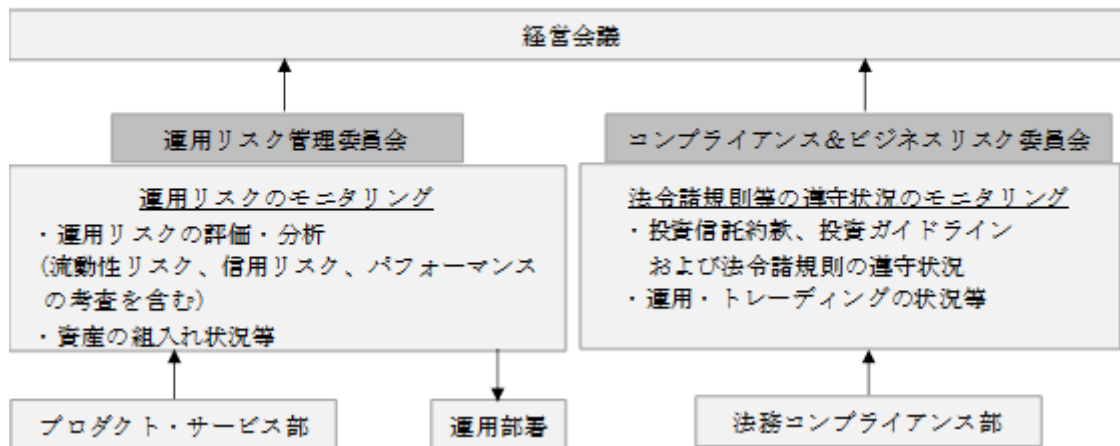 経営会議
運用リスク管理委員会
運用リスクのモニタリング
・運用リスクの評価・分析
(流動性リスク、信用リスク、パフォーマンス
の考査を含む)
・資産の組入れ状況等
プロダクト・サービス部
運用部署
コンプライアンス&ビジネスリスク委員会
法令諸規則等の遵守状況のモニタリング
・投資信託約款、投資ガイドライン
および法令諸規則の遵守状況
・運用・トレーディングの状況等
法務コンプライアンス部